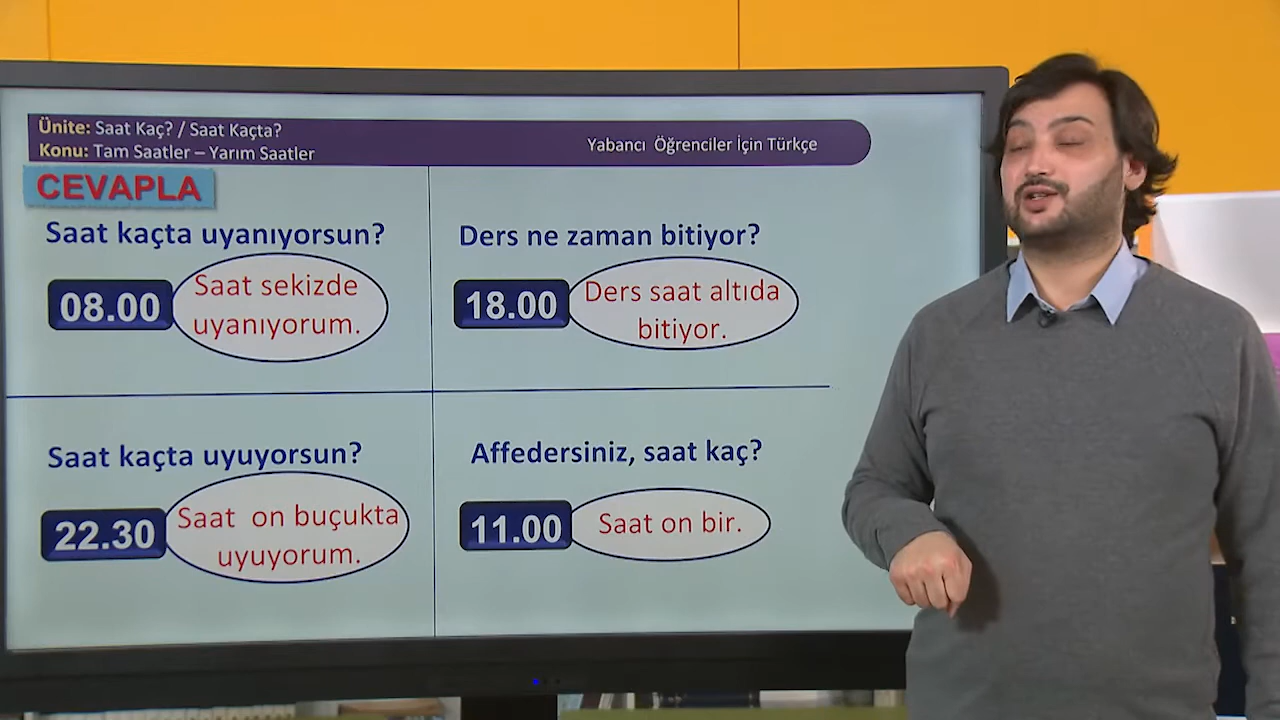 Ünite: Saat Kaç? / Saat Kaçta?
Konu: Tam Saatler – Yarım Saatler
Yabancı Öğrenciler İçin Türkçe
CEVAPLA
Saat kaçta uyanıyorsun?
08.00
Saat sekizde
uyanıyorum.
Ders ne zaman bitiyor?
18.00
Ders saat altıda
bitiyor.
Saat kaçta uyuyorsun?
22.30
Saat on buçukta
uyuyorum.
Affedersiniz, saat kaç?
11.00
Saat on bir.